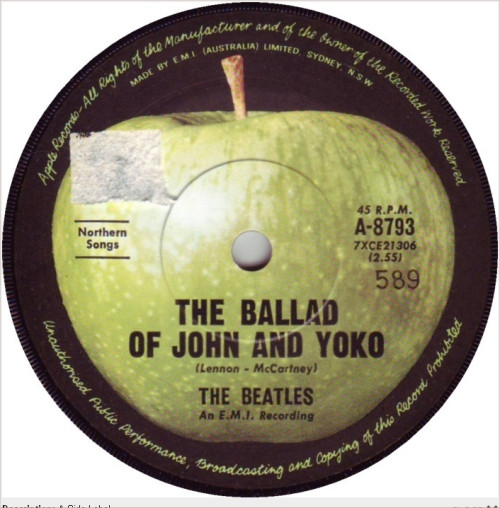 Apple Records-All Rights of the Manufacturer and of the Owner of the Recorded Work Reserved
MADE BY E.M.I. (AUSTRALIA) LIMITED, SYDNEY, N.S.W
Northern
Songs
45 R.P.M.
A-8793
7XCE21306
(2.55)
589
THE BALLAD
OF JOHN AND YOKO
(Lennon - McCartney)
THE BEATLES
An E.M.I. Recording
Unauthorised Public Performance, Broadcasting and Copying of this Record Prohibited